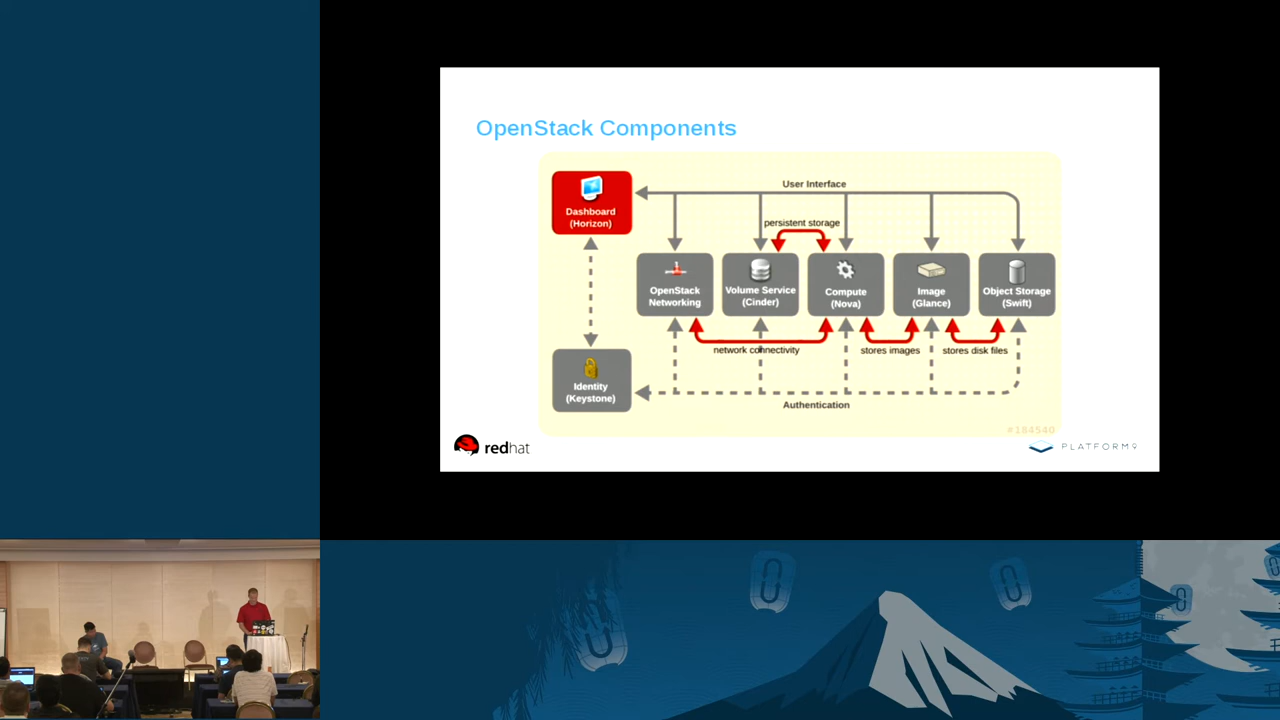 OpenStack Components
User Interface
Dashboard
(Horizon)
persistent storage
OpenStack
Networking
Volume Service
(Cinder)
Compute
(Nova)
Image
(Glance)
Object Storage
(Swift)
network connectivity
stores images
stores disk files
Identity
(Keystone)
Authentication
#184540
redhat
PLATFORM9